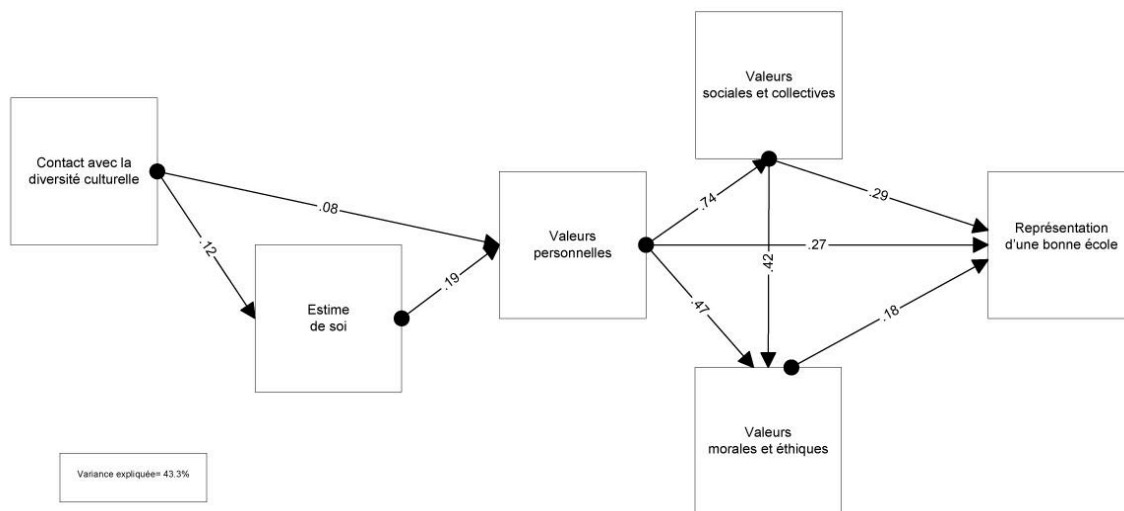 Valeurs
sociales et collectives
Contact avec la
diversité culturelle
.08
.12
Valeurs
personnelles
.74
.29
Représentation
d'une bonne école
.27
.42
Estime
de soi
.19
.47
.18
Valeurs
morales et éthiques
Variance expliquée= 43.3%